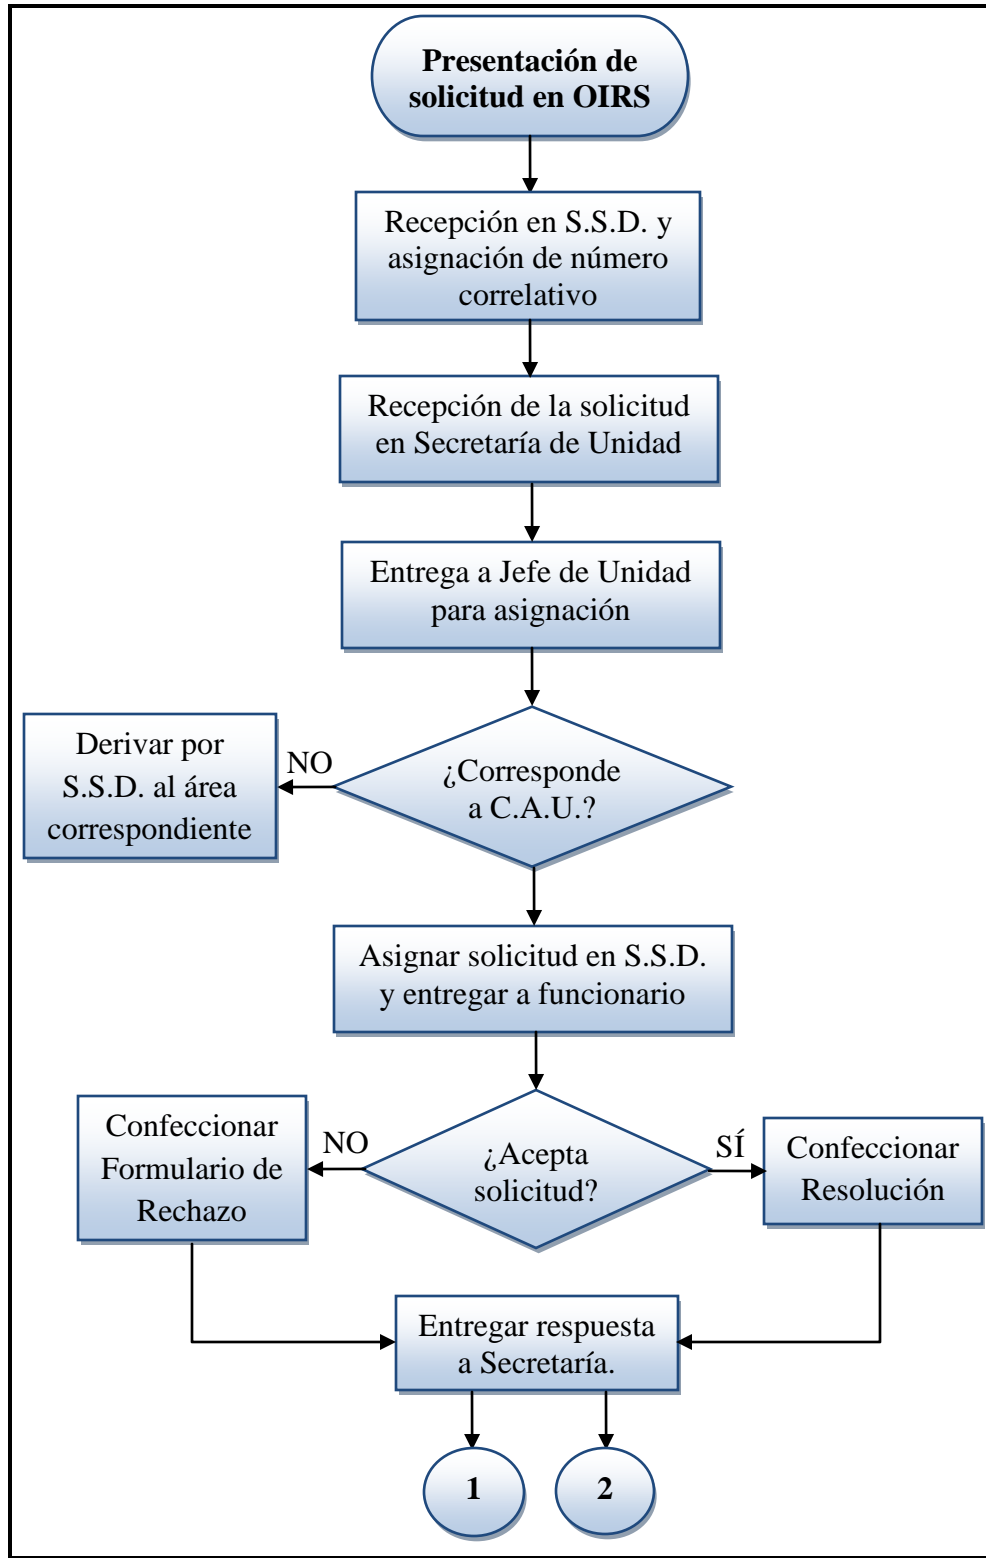 Presentación de
solicitud en OIRS
Recepción en S.S.D. y
asignación de número
correlativo
Recepción de la solicitud
en Secretaría de Unidad
Entrega a Jefe de Unidad
para asignación
¿Corresponde
a C.A.U.?
NO
Derivar por
S.S.D. al área
correspondiente
Asignar solicitud en S.S.D.
y entregar a funcionario
¿Acepta
solicitud?
NO
Confeccionar
Formulario de
Rechazo
SÍ
Confeccionar
Resolución
Entregar respuesta
a Secretaría.
1
2